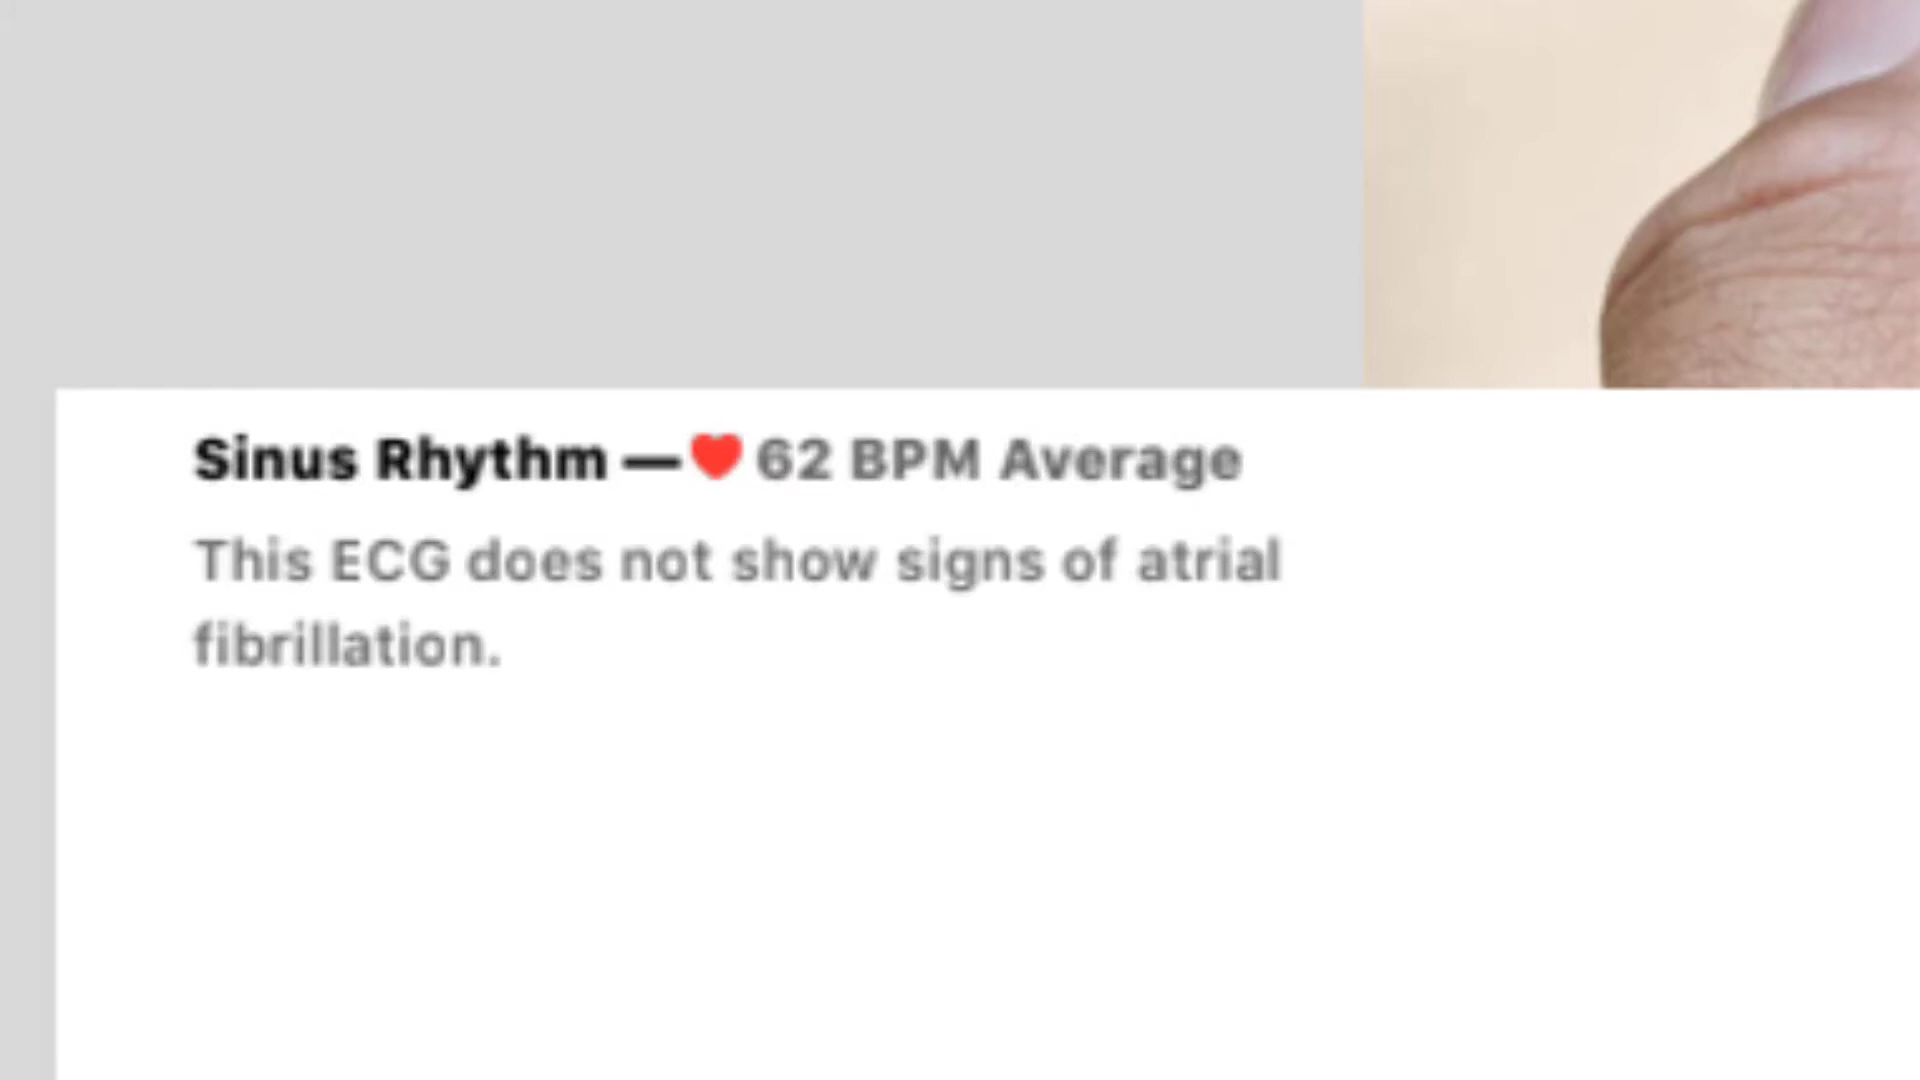 Sinus Rhythm —❤️ 62 BPM Average
This ECG does not show signs of atrial
fibrillation.